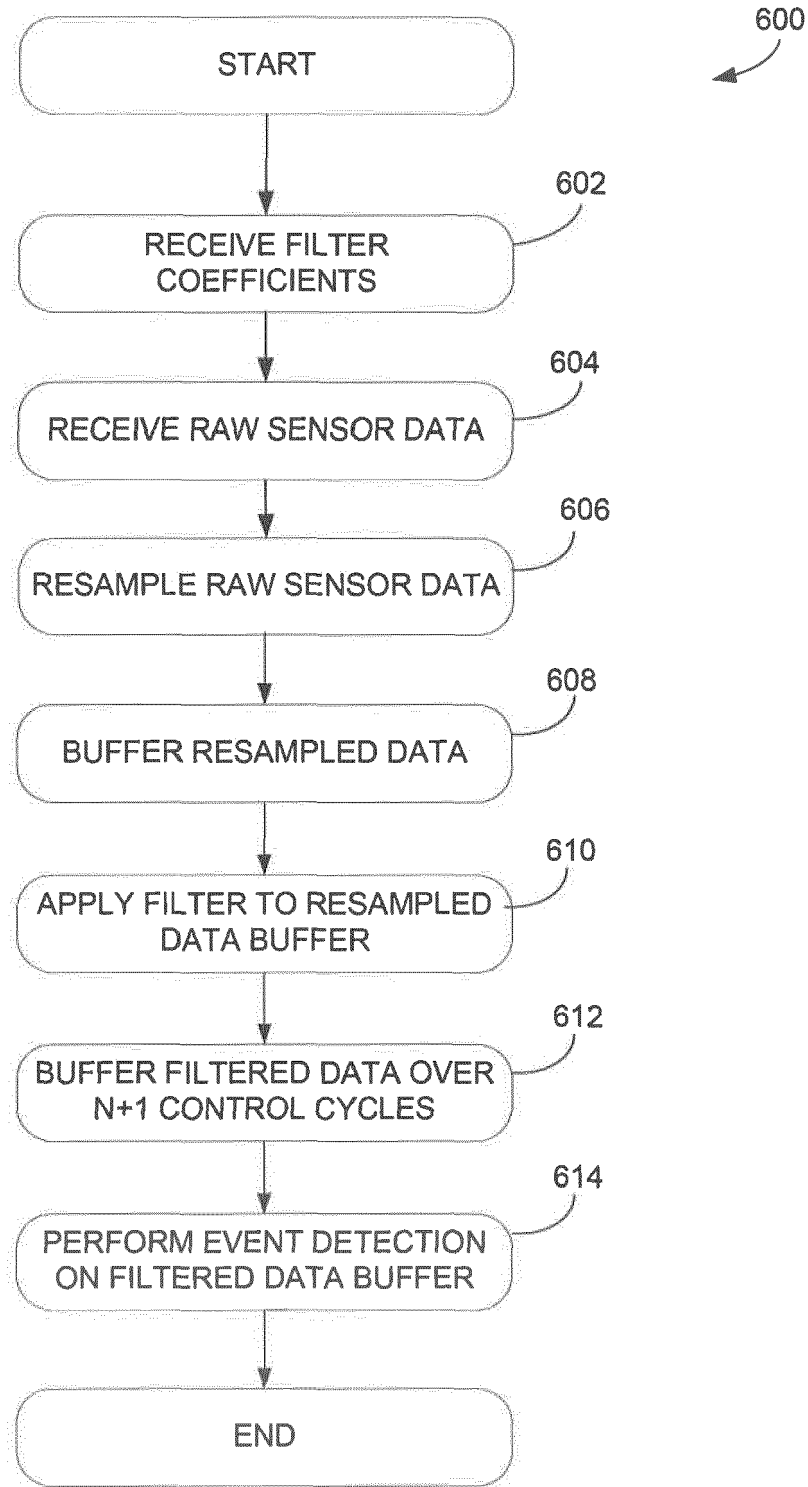 600
START
602
RECEIVE FILTER
COEFFICIENTS
604
RECEIVE RAW SENSOR DATA
606
RESAMPLE RAW SENSOR DATA
608
BUFFER RESAMPLED DATA
610
APPLY FILTER TO RESAMPLED
DATA BUFFER
612
BUFFER FILTERED DATA OVER
N+1 CONTROL CYCLES
614
PERFORM EVENT DETECTION
ON FILTERED DATA BUFFER
END